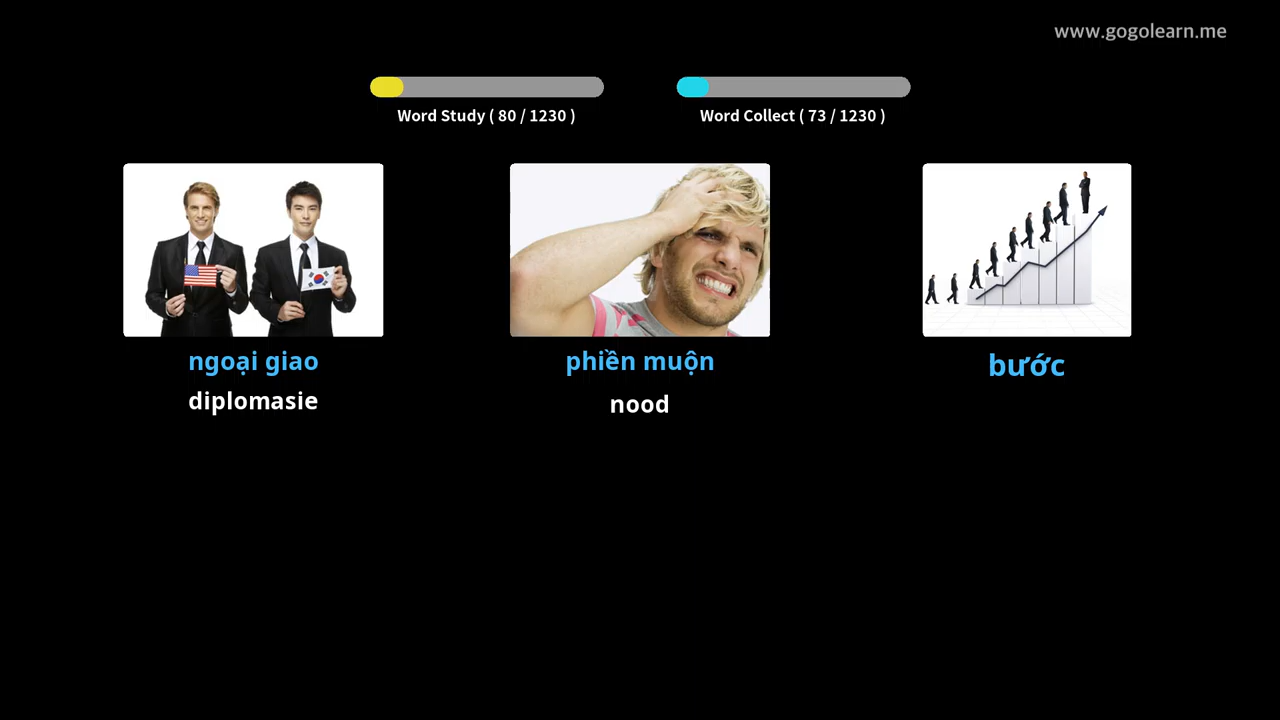 www.gogolearn.me
Word Study ( 80 / 1230 )
Word Collect ( 73 / 1230 )
ngoại giao
diplomasie
phiền muộn
nood
bước